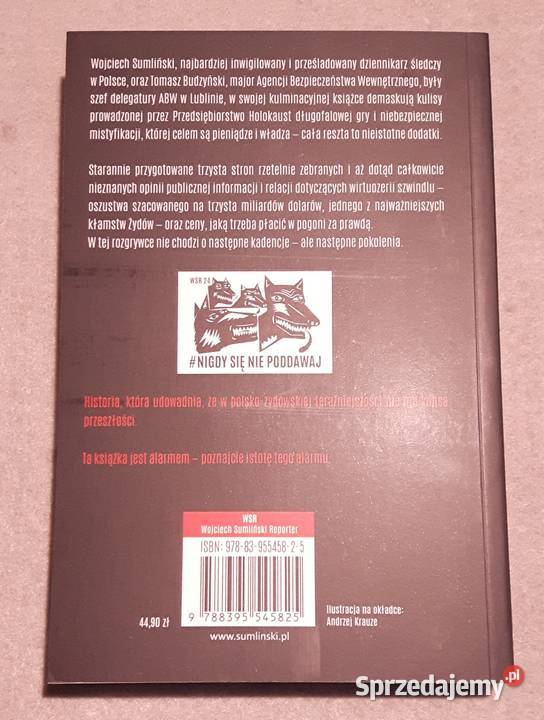 Wojciech Sumliński, najbardziej inwigilowany i prześladowany dziennikarz śledczy
w Polsce, oraz Tomasz Budzyński, major Agencji Bezpieczeństwa Wewnętrznego, były
szef delegatury ABW w Lublinie, w swojej kulminacyjnej książce demaskują kulisy
prowadzonej przez Przedsiębiorstwo Holokaust długofalowej gry i niebezpiecznej
mistyfikacji, której celem są pieniądze i władza – cała reszta to nieistotne dodatki.
Starannie przygotowane trzysta stron rzetelnie zebranych i aż dotąd całkowicie
nieznanych opinii publicznej informacji i relacji dotyczących wirtuozerii szwindlu –
oszustwa szacowanego na trzysta miliardów dolarów, jednego z najważniejszych
kłamstw Żydów – oraz ceny, jaką trzeba płacić w pogoni za prawdą.
W tej rozgrywce nie chodzi o następne kadencje – ale następne pokolenia.
WSR 24
#NIGDY SIĘ NIE PODDAWAJ
Historia, która udowadnia, że w polsko-żydowskiej teraźniejszości nie ma końca
przeszłości.
Ta książka jest alarmem – poznajcie istotę tego alarmu.
WSR
Wojciech Sumliński Reporter
ISBN: 978-83-955458-2-5
9 788395 545825
44,90 zł
www.sumlinski.pl
Ilustracja na okładce:
Andrzej Krauze
Sprzedajemy.pl